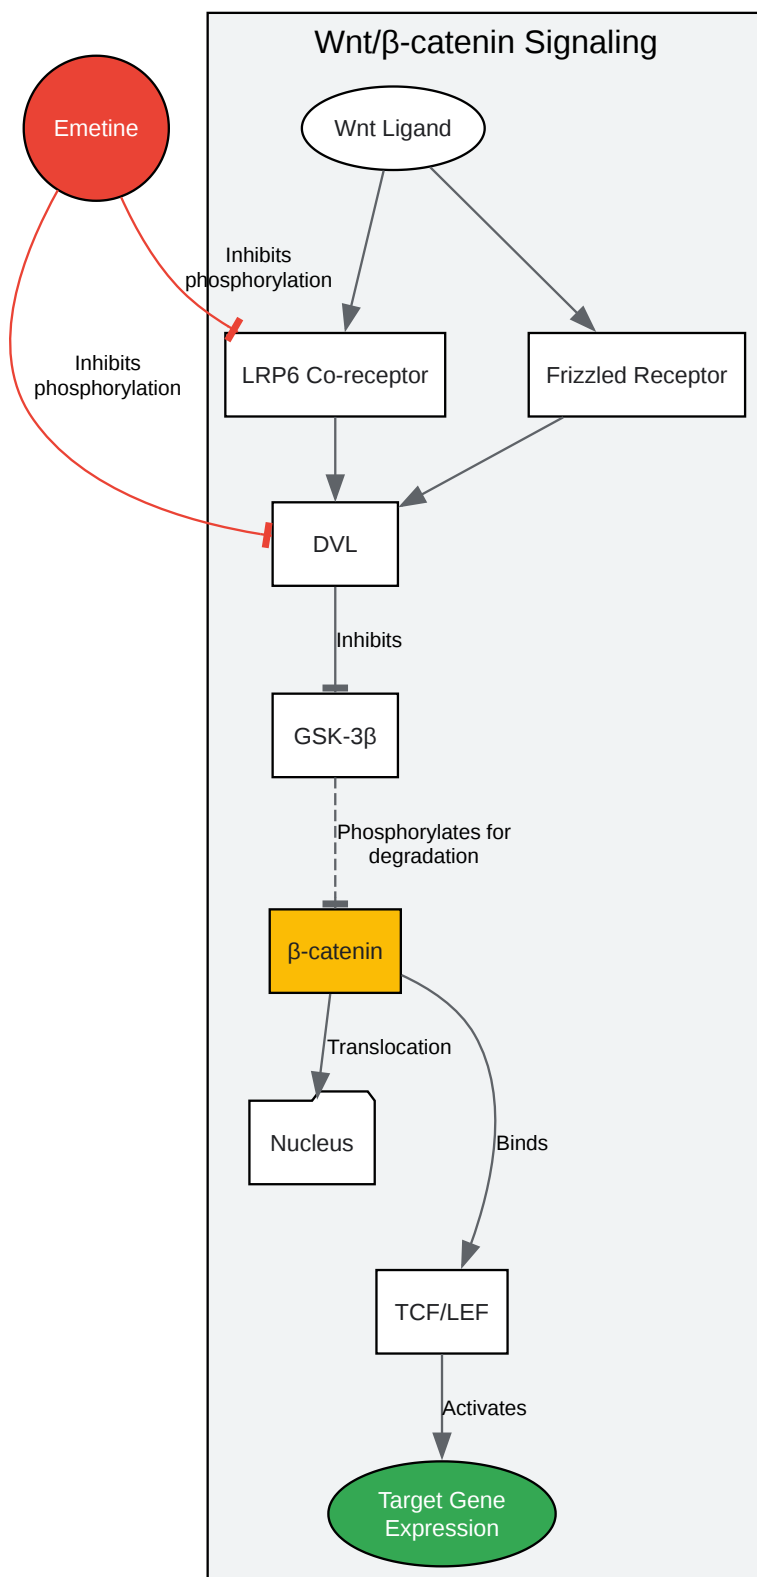 Wnt/β-catenin Signaling
Emetine
Wnt Ligand
Inhibits
phosphorylation
Inhibits
phosphorylation
LRP6 Co-receptor
Frizzled Receptor
DVL
Inhibits
GSK-3β
Phosphorylates for
degradation
β-catenin
Translocation
Nucleus
Binds
TCF/LEF
Activates
Target Gene
Expression